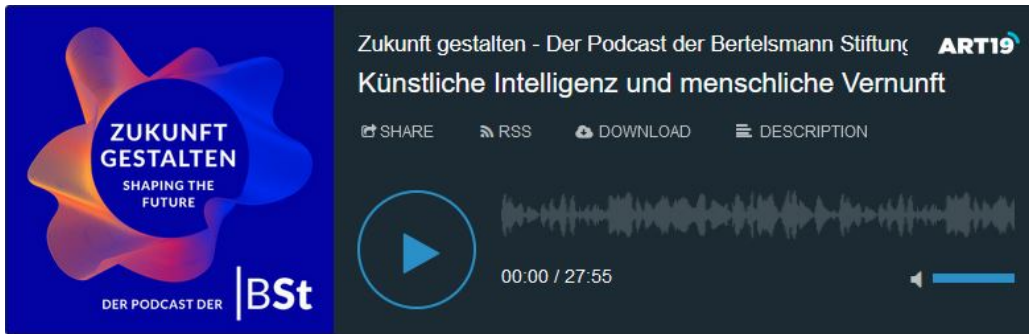 ZUKUNFT
GESTALTEN
SHAPING THE
FUTURE
DER PODCAST DER
BSt
Zukunft gestalten - Der Podcast der Bertelsmann Stiftung
ART19
Künstliche Intelligenz und menschliche Vernunft
SHARE RSS DOWNLOAD DESCRIPTION
00:00 / 27:55